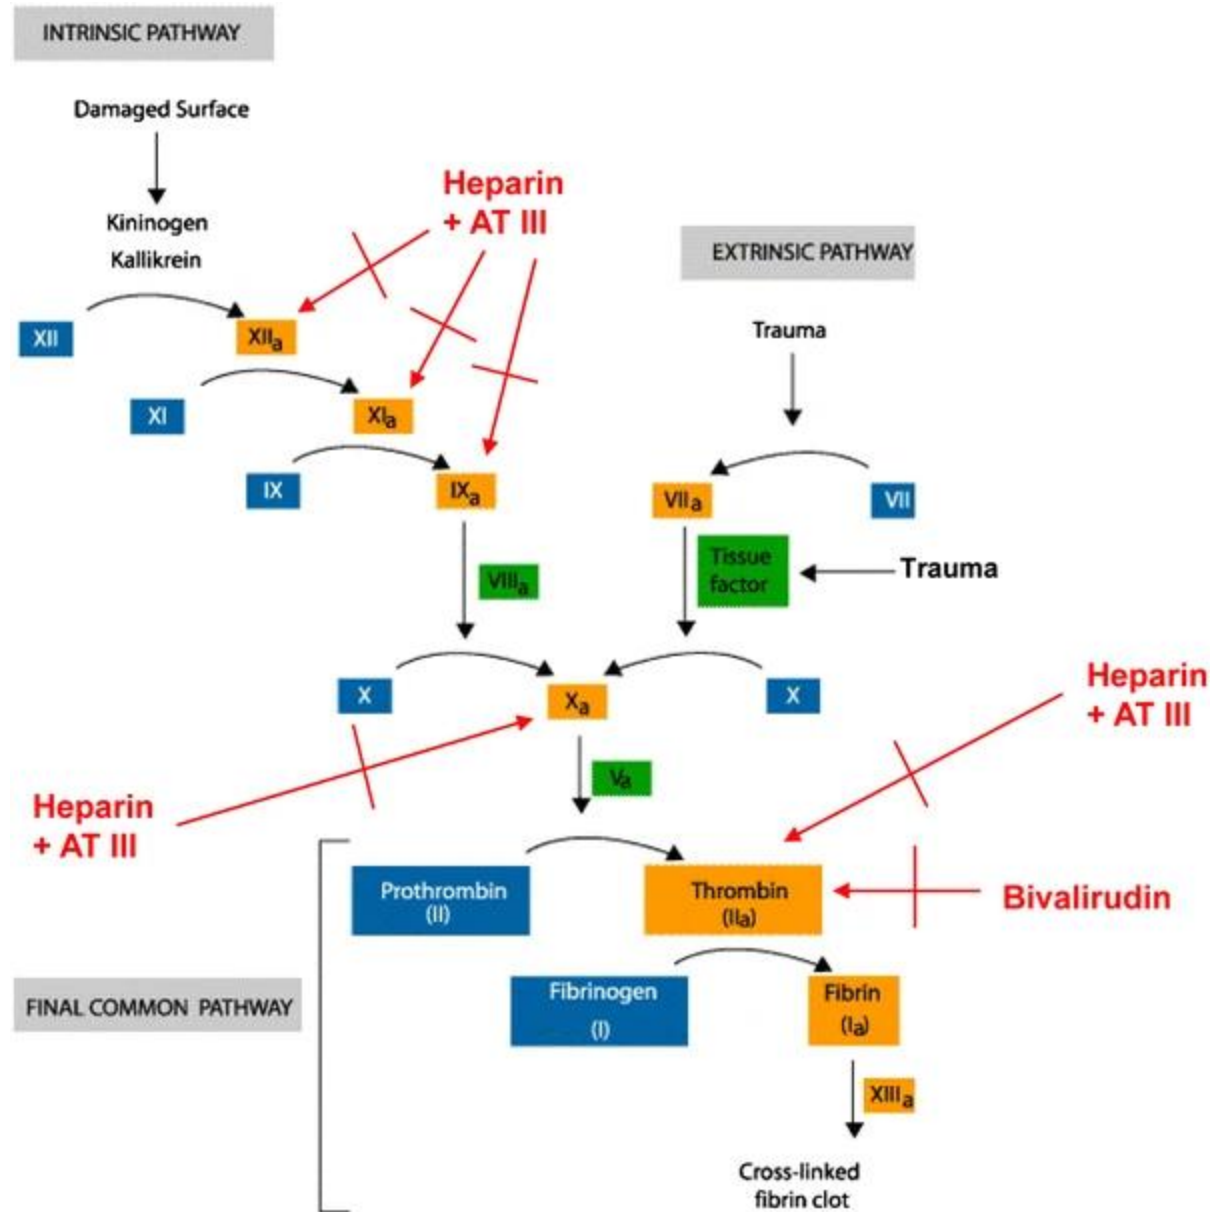 INTRINSIC PATHWAY
Damaged Surface
Kininogen
Kallikrein
Heparin
+ AT III
EXTRINSIC PATHWAY
XII
XIIa
Trauma
XI
XIa
IX
IXa
VIIa
VII
VIIIa
Tissue
factor
Trauma
X
Xa
X
Heparin
+ AT III
Va
Heparin
+ AT III
Prothrombin
(II)
Thrombin
(IIa)
Bivalirudin
FINAL COMMON PATHWAY
Fibrinogen
(I)
Fibrin
(Ia)
XIIIa
Cross-linked
fibrin clot